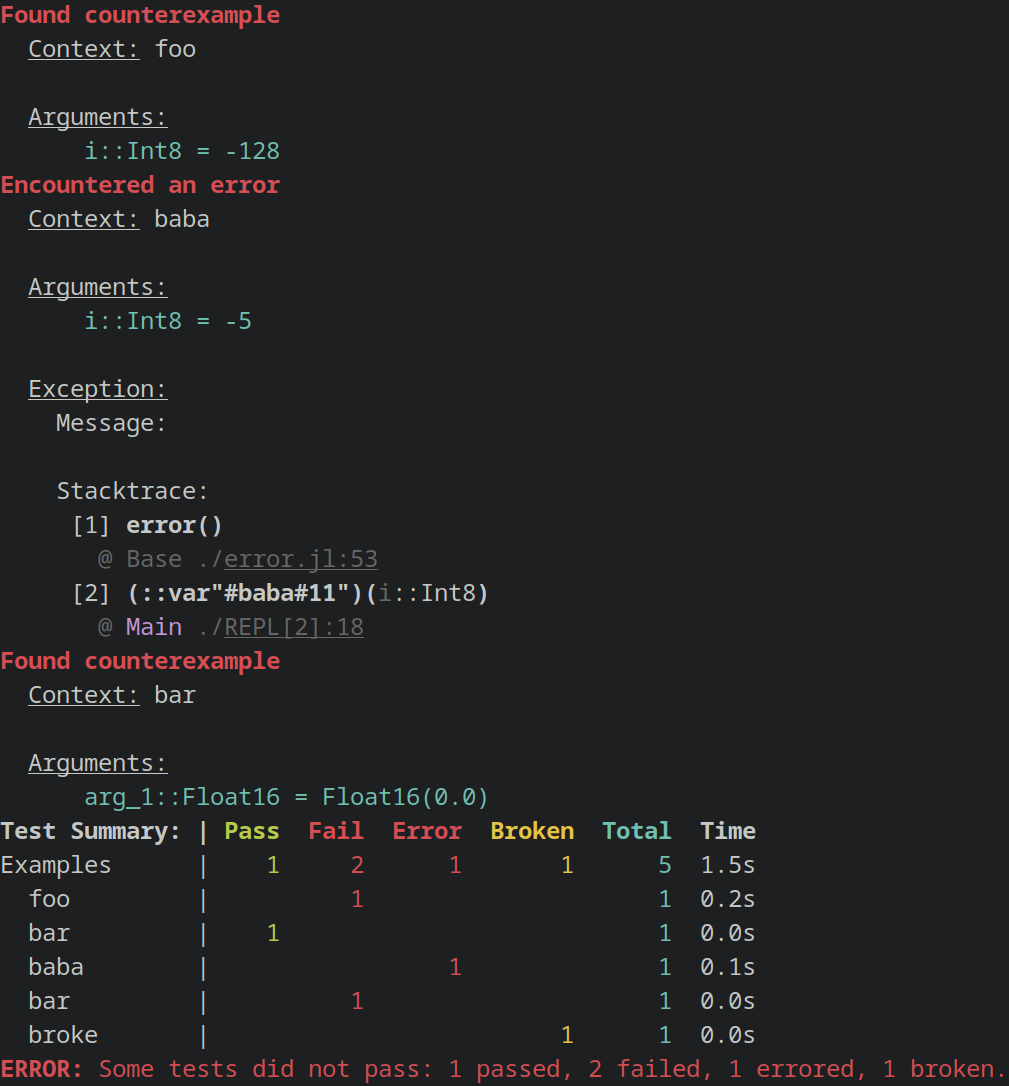 Found counterexample
  Context: foo

  Arguments:
      i::Int8 = -128
Encountered an error
  Context: baba

  Arguments:
      i::Int8 = -5

  Exception:
    Message:

    Stacktrace:
     [1] error()
       @ Base ./error.jl:53
     [2] (::var"#baba#11")(i::Int8)
       @ Main ./REPL[2]:18
Found counterexample
  Context: bar

  Arguments:
      arg_1::Float16 = Float16(0.0)
Test Summary: | Pass  Fail  Error  Broken  Total  Time
Examples      |    1     2      1       1      5  1.5s
  foo         |          1                     1  0.2s
  bar         |    1                           1  0.0s
  baba        |                 1              1  0.1s
  bar         |          1                     1  0.0s
  broke       |                         1      1  0.0s
ERROR: Some tests did not pass: 1 passed, 2 failed, 1 errored, 1 broken.